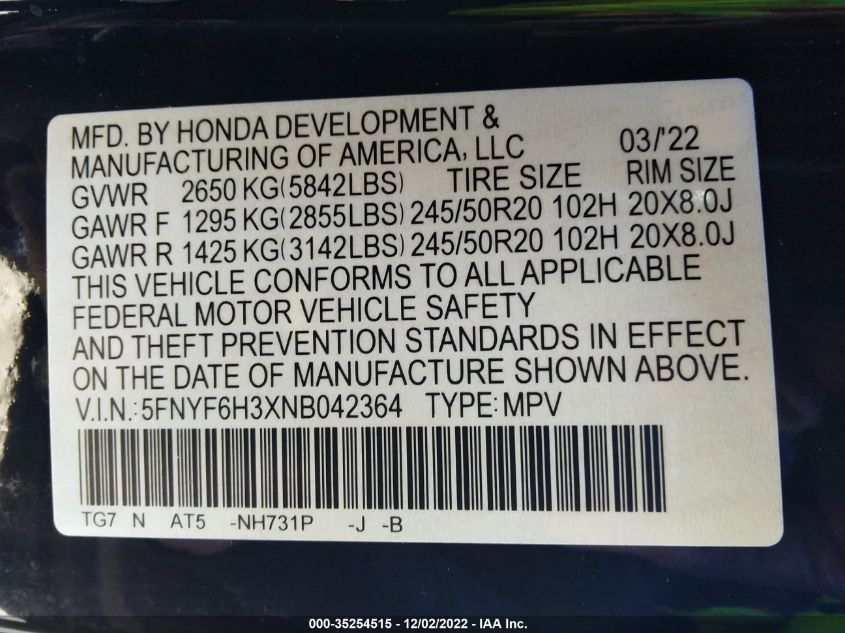 MFD. BY HONDA DEVELOPMENT &
MANUFACTURING OF AMERICA, LLC 03/'22
GVWR 2650 KG(5842LBS) TIRE SIZE RIM SIZE
GAWR F 1295 KG(2855LBS) 245/50R20 102H 20X8.0J
GAWR R 1425 KG(3142LBS) 245/50R20 102H 20X8.0J
THIS VEHICLE CONFORMS TO ALL APPLICABLE
FEDERAL MOTOR VEHICLE SAFETY
AND THEFT PREVENTION STANDARDS IN EFFECT
ON THE DATE OF MANUFACTURE SHOWN ABOVE.
V.I.N.: 5FNYF6H3XNB042364 TYPE: MPV
TG7 N AT5 -NH731P -J -B
000-35254515 - 12/02/2022 - IAA Inc.